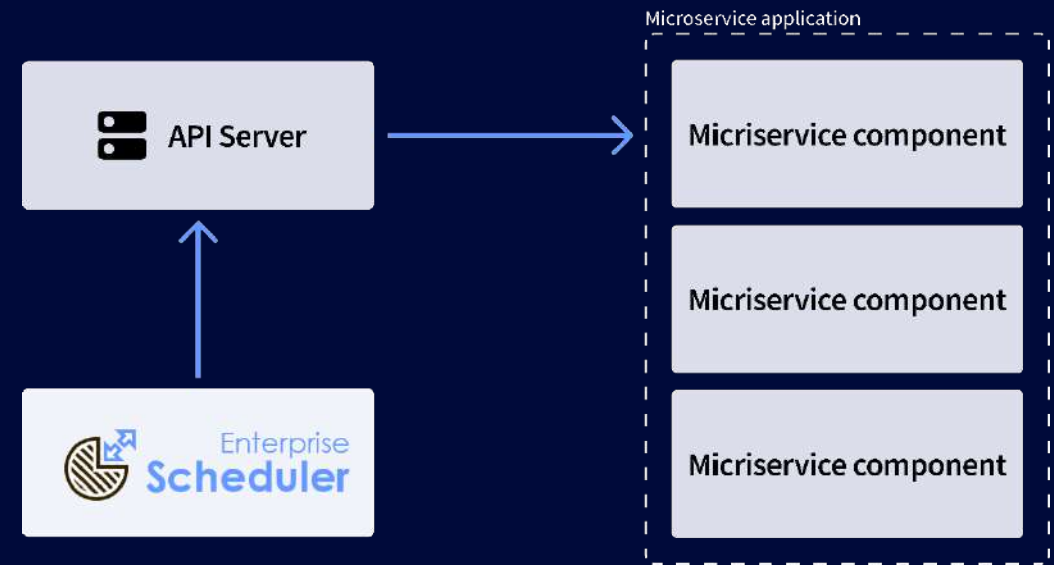 Microservice application
API Server
Micriservice component
Micriservice component
Enterprise
Scheduler
Micriservice component